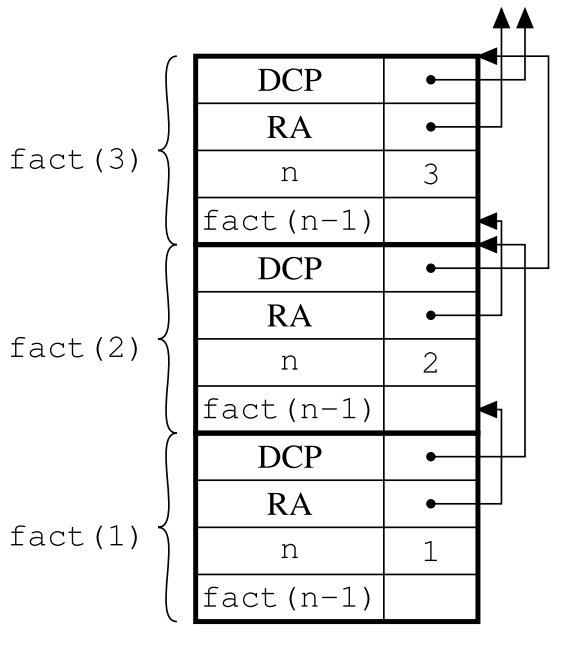 DCP
RA
fact(3)
n 3
fact(n-1)
DCP
RA
fact(2)
n 2
fact(n-1)
DCP
RA
fact(1)
n 1
fact(n-1)